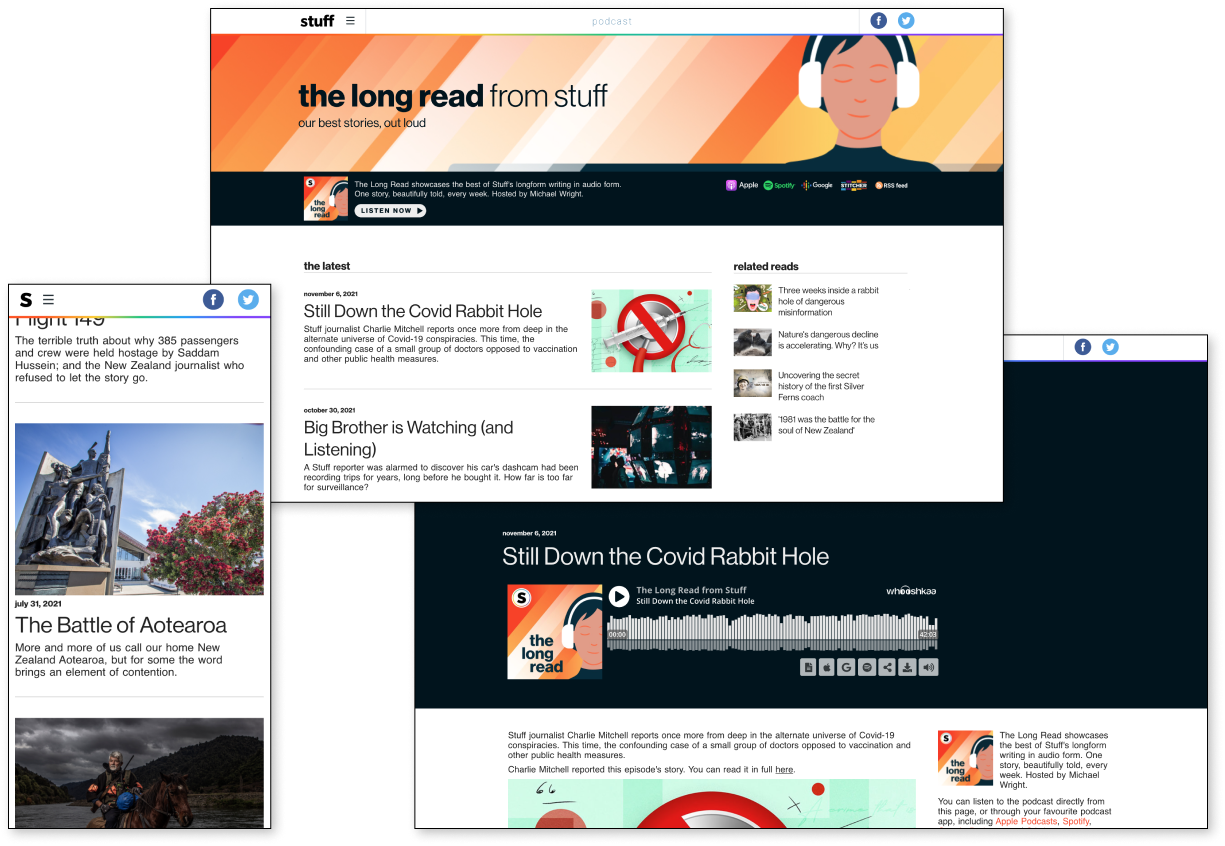 stuff
podcast
the long read from stuff
our best stories, out loud
S
the
long
read
The Long Read showcases the best of Stuff's longform writing in audio form.
One story, beautifully told, every week. Hosted by Michael Wright.
LISTEN NOW
Apple
Spotify
Google
STITCHER
RSS feed
the latest
november 6, 2021
Still Down the Covid Rabbit Hole
Stuff journalist Charlie Mitchell reports once more from deep in the
alternate universe of Covid-19 conspiracies. This time, the
confounding case of a small group of doctors opposed to vaccination
and other public health measures.
october 30, 2021
Big Brother is Watching (and
Listening)
A Stuff reporter was alarmed to discover his car's dashcam had been
recording trips for years, long before he bought it. How far is too far
for surveillance?
related reads
Three weeks inside a rabbit
hole of dangerous
misinformation
Nature's dangerous decline
is accelerating. Why? It's us
Uncovering the secret
history of the first Silver
Ferns coach
'1981 was the battle for the
soul of New Zealand'
S
Flight 149
The terrible truth about why 385 passengers
and crew were held hostage by Saddam
Hussein; and the New Zealand journalist who
refused to let the story go.
july 31, 2021
The Battle of Aotearoa
More and more of us call our home New
Zealand Aotearoa, but for some the word
brings an element of contention.
november 6, 2021
Still Down the Covid Rabbit Hole
S
the
long
read
The Long Read from Stuff
Still Down the Covid Rabbit Hole
whooshkaa
00:00
42:03
Stuff journalist Charlie Mitchell reports once more from deep in the alternate universe of Covid-19
conspiracies. This time, the confounding case of a small group of doctors opposed to vaccination and
other public health measures.
Charlie Mitchell reported this episode's story. You can read it in full here.
S
the
long
read
The Long Read showcases
the best of Stuff's longform
writing in audio form. One
story, beautifully told, every
week. Hosted by Michael
Wright.
You can listen to the podcast directly from
this page, or through your favourite podcast
app, including Apple Podcasts, Spotify,